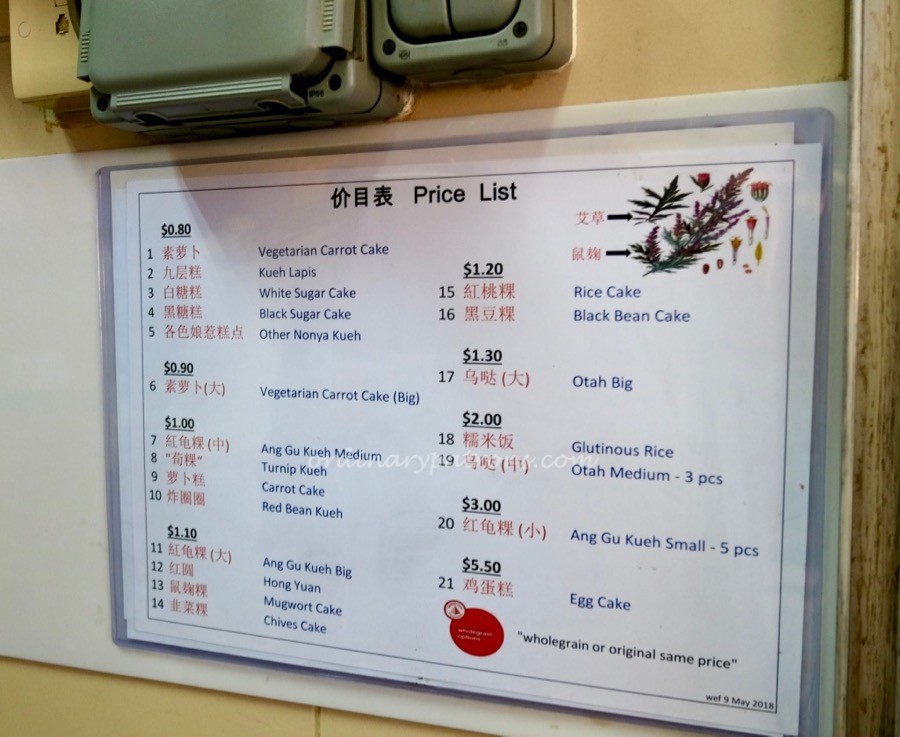 价目表 Price List
$0.80
1 素萝卜 Vegetarian Carrot Cake
2 九层糕 Kueh Lapis
3 白糖糕 White Sugar Cake
4 黑糖糕 Black Sugar Cake
5 各色娘惹糕点 Other Nonya Kueh
$0.90
6 素萝卜(大) Vegetarian Carrot Cake (Big)
$1.00
7 紅龟粿 (中) Ang Gu Kueh Medium
8 "荀粿" Turnip Kueh
9 萝卜糕 Carrot Cake
10 炸圈圈 Red Bean Kueh
$1.10
11 紅龟粿 (大) Ang Gu Kueh Big
12 红圆 Hong Yuan
13 鼠麹粿 Mugwort Cake
14 韭菜粿 Chives Cake
艾草
鼠麹
$1.20
15 紅桃粿 Rice Cake
16 黑豆粿 Black Bean Cake
$1.30
17 乌哒 (大) Otah Big
$2.00
18 糯米饭 Glutinous Rice
19 乌哒 (中) Otah Medium - 3 pcs
$3.00
20 红龟粿 (小) Ang Gu Kueh Small - 5 pcs
$5.50
21 鸡蛋糕 Egg Cake
wholegrain options
"wholegrain or original same price"
wef 9 May 2018